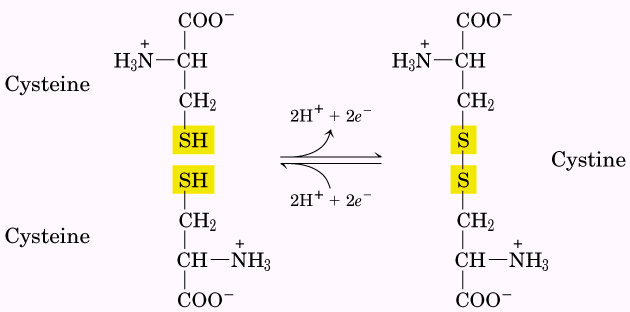 COO⁻ COO⁻
H₃N⁺—CH H₃N⁺—CH
Cysteine
CH₂ CH₂
2H⁺ + 2e⁻
SH S
Cystine
SH S
2H⁺ + 2e⁻
CH₂ CH₂
Cysteine
CH—N⁺H₃ CH—N⁺H₃
COO⁻ COO⁻